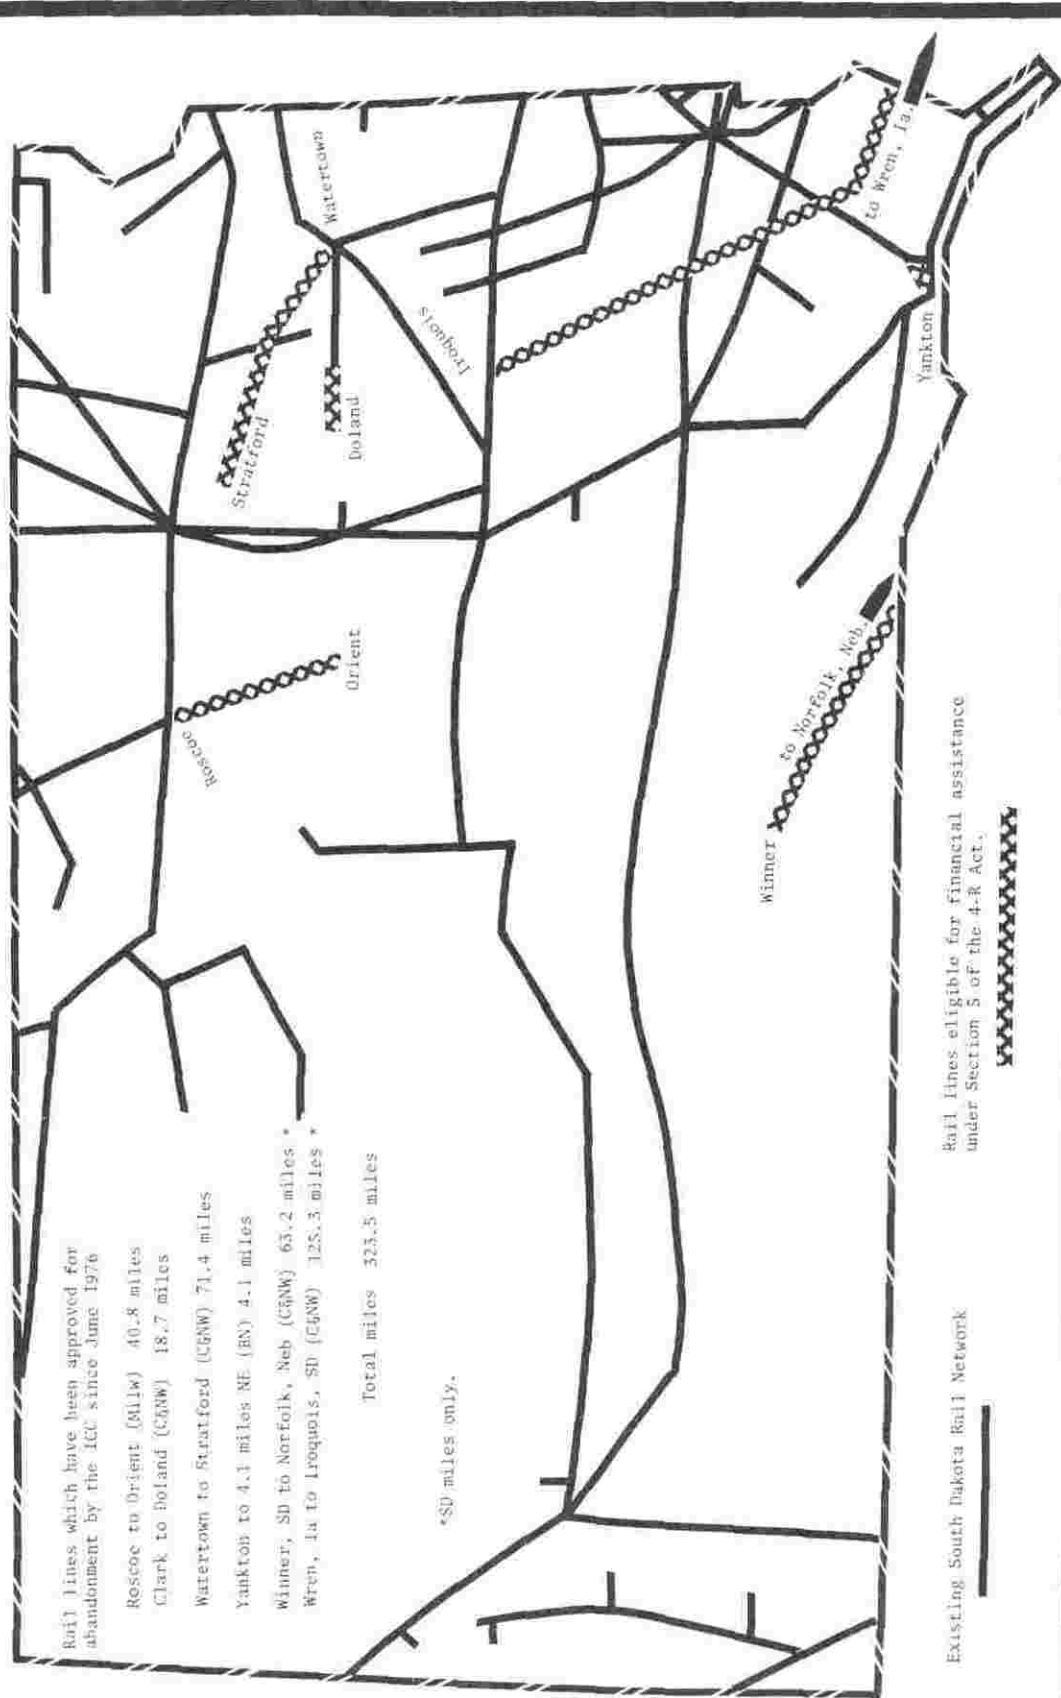 Rail lines which have been approved for
abandonment by the ICC since June 1976
Roscoe to Orient (Milw) 40.8 miles
Clark to Doland (C&NW) 18.7 miles
Watertown to Stratford (C&NW) 71.4 miles
Yankton to 4.1 miles NE (BN) 4.1 miles
Winner, SD to Norfolk, Neb (C&NW) 63.2 miles *
Wren, Ia to Iroquois, SD (C&NW) 125.3 miles *
Total miles 323.5 miles
*SD miles only.
Roscoe
Orient
Stratford
Doland
Watertown
Iroquois
Winner
to Norfolk, Neb.
Yankton
to Wren, Ia.
Existing South Dakota Rail Network
Rail lines eligible for financial assistance
under Section 5 of the 4-R Act.